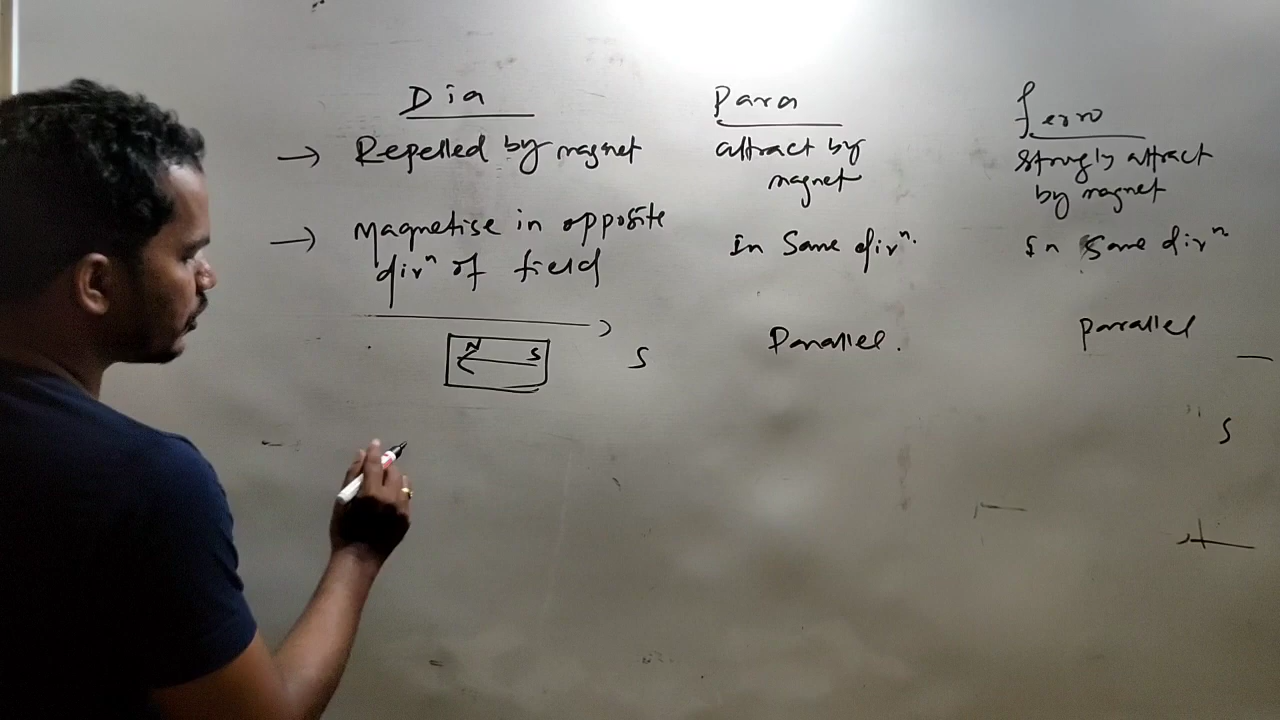 Dia
→ Repelled by magnet
→ Magnetise in opposite
dirⁿ of field
N S
S
Para
attract by
magnet
In Same dirⁿ.
Parallel.
ferro
Strongly attract
by magnet
In Same dirⁿ
parallel
S